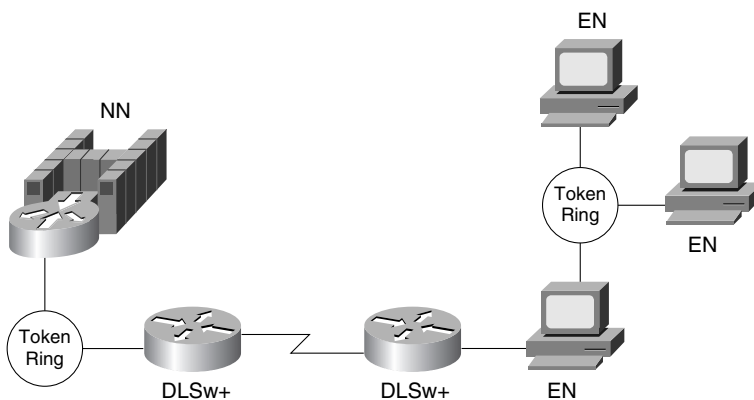 EN
NN
Token
Ring
EN
Token
Ring
DLSw+
DLSw+
EN